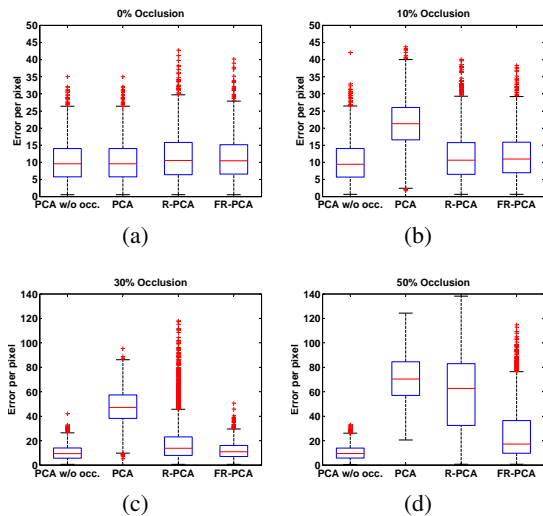 0% Occlusion
Error per pixel
50
45
40
35
30
25
20
15
10
5
0
PCA w/o occ. PCA R-PCA FR-PCA
(a)
10% Occlusion
Error per pixel
50
45
40
35
30
25
20
15
10
5
0
PCA w/o occ. PCA R-PCA FR-PCA
(b)
30% Occlusion
Error per pixel
140
120
100
80
60
40
20
0
PCA w/o occ. PCA R-PCA FR-PCA
(c)
50% Occlusion
Error per pixel
140
120
100
80
60
40
20
0
PCA w/o occ. PCA R-PCA FR-PCA
(d)